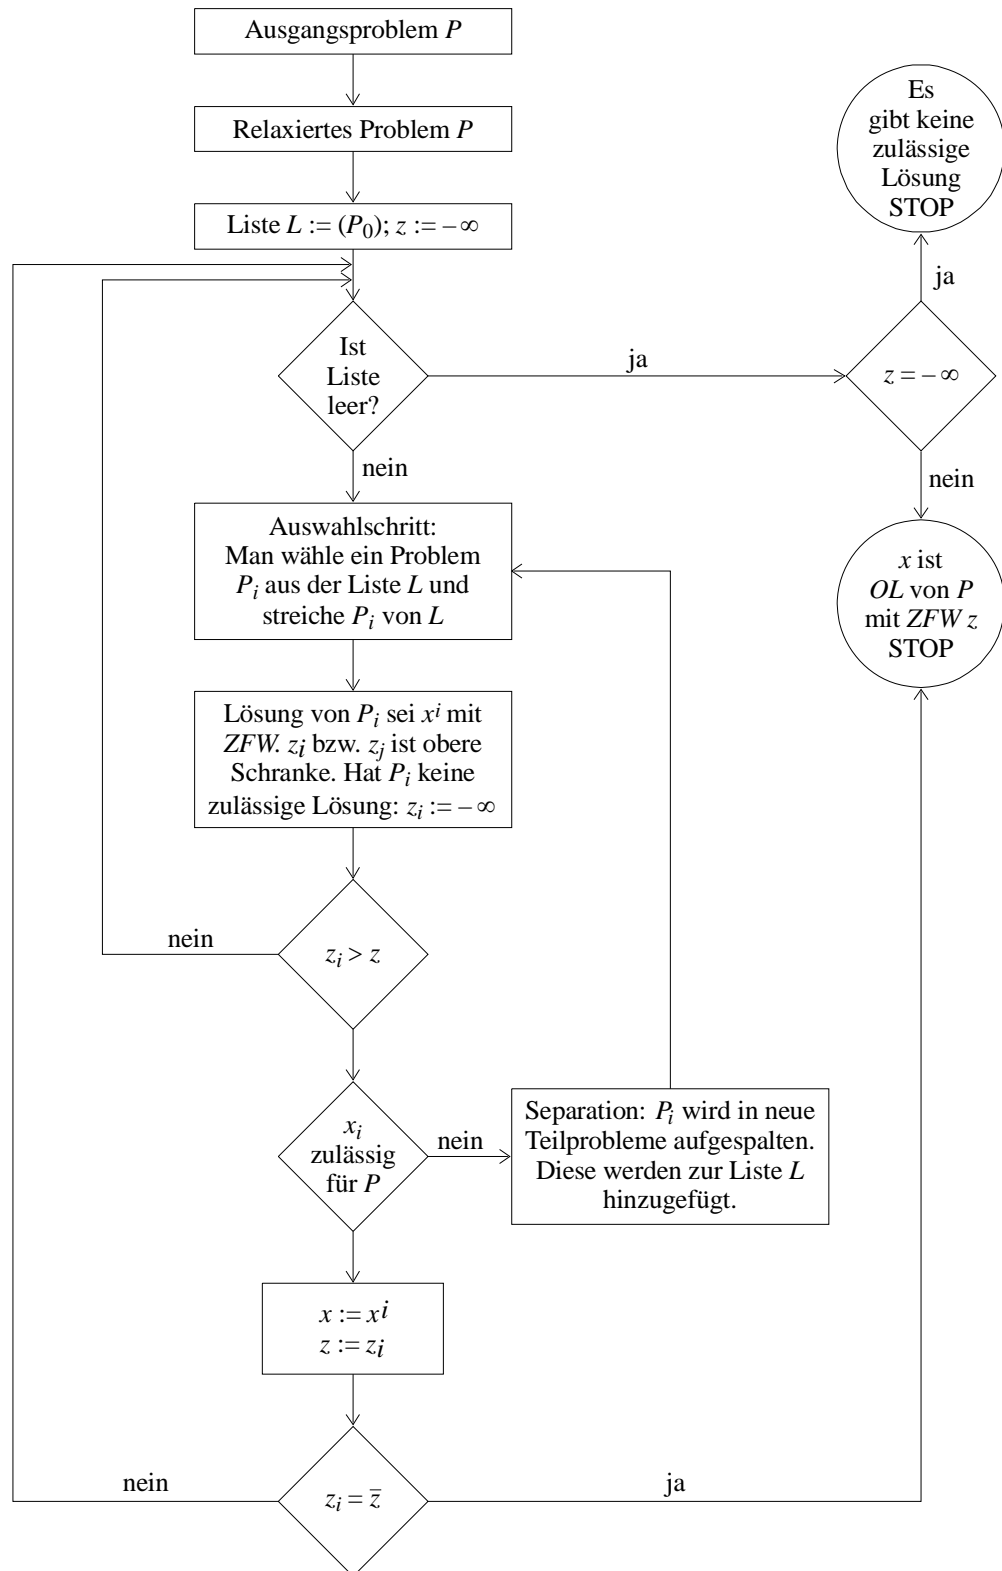 Ausgangsproblem P
Relaxiertes Problem P
Liste L := (P₀); z := – ∞
Ist
Liste
leer?
ja
nein
z = – ∞
ja
Es
gibt keine
zulässige
Lösung
STOP
nein
x ist
OL von P
mit ZFW z
STOP
Auswahlschritt:
Man wähle ein Problem
Pᵢ aus der Liste L und
streiche Pᵢ von L
Lösung von Pᵢ sei xⁱ mit
ZFW. zᵢ bzw. zⱼ ist obere
Schranke. Hat Pᵢ keine
zulässige Lösung: zᵢ := – ∞
zᵢ > z
nein
xᵢ
zulässig
für P
nein
Separation: Pᵢ wird in neue
Teilprobleme aufgespalten.
Diese werden zur Liste L
hinzugefügt.
x := xⁱ
z := zᵢ
zᵢ = z̄
nein
ja